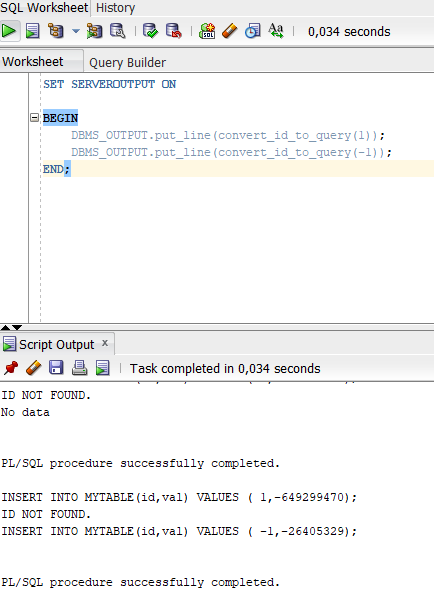 SQL Worksheet History
0,034 seconds
Worksheet Query Builder
SET SERVEROUTPUT ON
BEGIN
DBMS_OUTPUT.put_line(convert_id_to_query(1));
DBMS_OUTPUT.put_line(convert_id_to_query(-1));
END;
Script Output x
Task completed in 0,034 seconds
ID NOT FOUND.
No data
PL/SQL procedure successfully completed.
INSERT INTO MYTABLE(id,val) VALUES ( 1,-649299470);
ID NOT FOUND.
INSERT INTO MYTABLE(id,val) VALUES ( -1,-26405329);
PL/SQL procedure successfully completed.